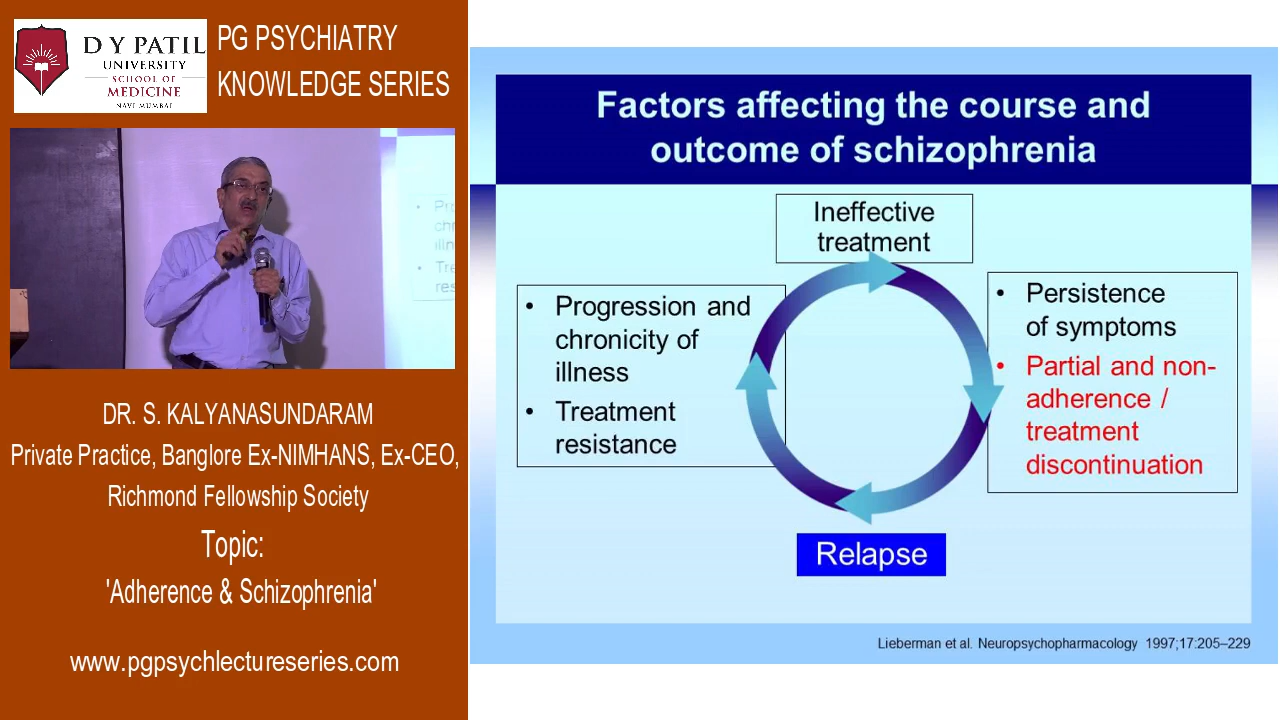 D Y PATIL
UNIVERSITY
SCHOOL OF
MEDICINE
NAVI MUMBAI
PG PSYCHIATRY
KNOWLEDGE SERIES
DR. S. KALYANASUNDARAM
Private Practice, Banglore Ex-NIMHANS, Ex-CEO,
Richmond Fellowship Society
Topic:
'Adherence & Schizophrenia'
www.pgpsychlectureseries.com
Factors affecting the course and
outcome of schizophrenia
Ineffective
treatment
• Persistence
of symptoms
• Partial and non-
adherence /
treatment
discontinuation
Relapse
• Progression and
chronicity of
illness
• Treatment
resistance
Lieberman et al. Neuropsychopharmacology 1997;17:205–229